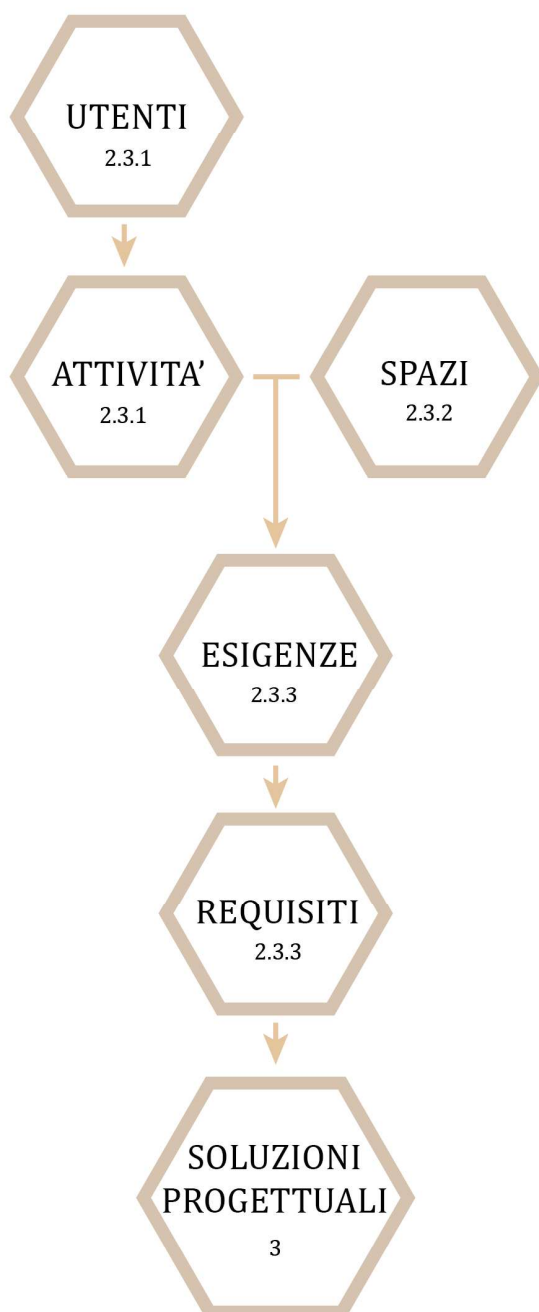 UTENTI
2.3.1
ATTIVITA’
2.3.1
SPAZI
2.3.2
ESIGENZE
2.3.3
REQUISITI
2.3.3
SOLUZIONI
PROGETTUALI
3